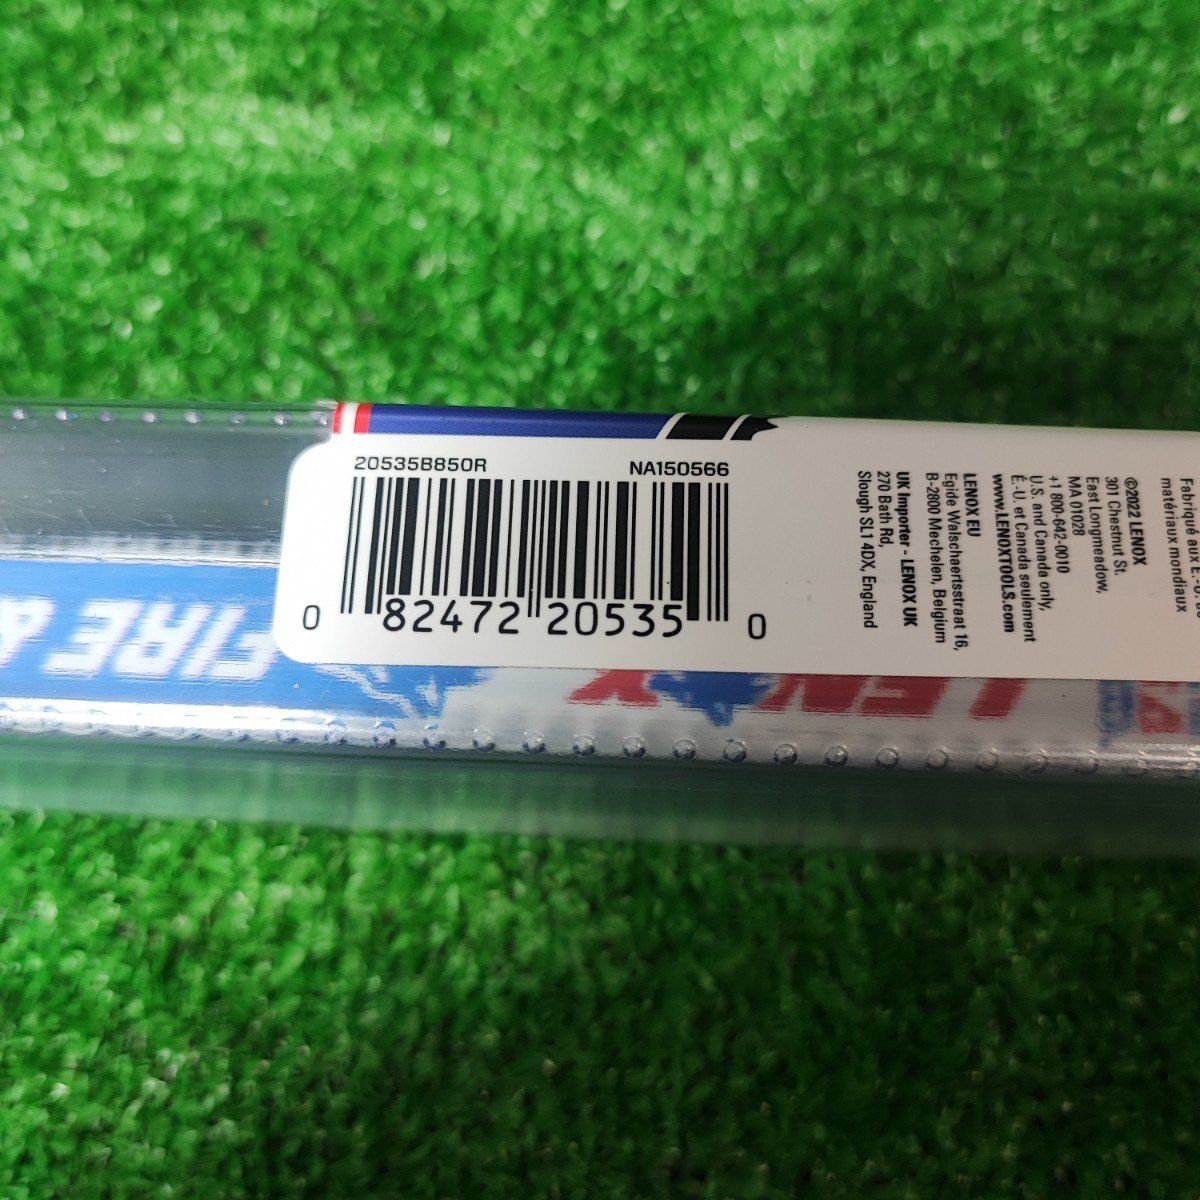 20535B850R NA150566
0 82472 20535 0
Fabriqué aux É.-U.
matériaux mondiaux
©2022 LENOX
301 Chestnut St.
East Longmeadow,
MA 01028
+1 800-642-0010
U.S. and Canada only.
É.-U. et Canada seulement
www.LENOXTOOLS.com
LENOX EU
Egide Walschaertsstraat 16,
B-2800 Mechelen, Belgium
UK Importer - LENOX UK
270 Bath Rd,
Slough SL1 4DX, England
FIRE &
LENOX